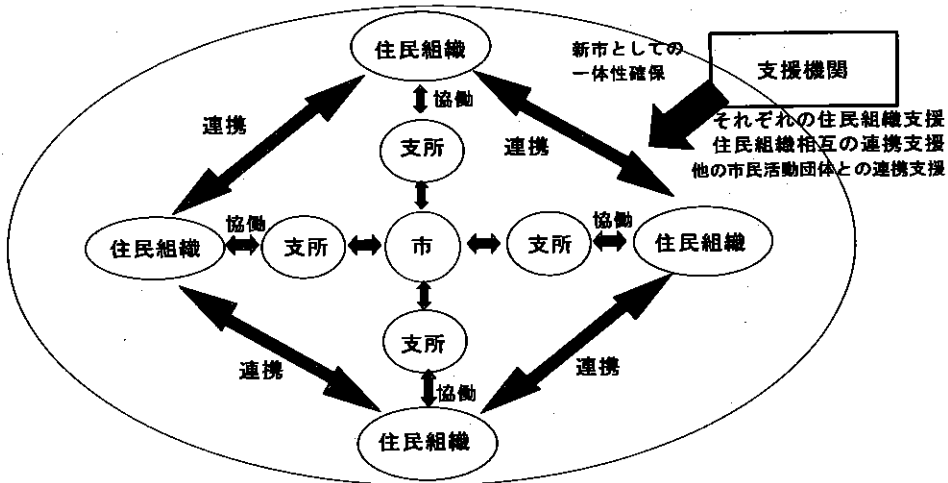 住民組織
新市としての
一体性確保
支援機関
協働
連携
連携
それぞれの住民組織支援
住民組織相互の連携支援
他の市民活動団体との連携支援
支所
住民組織
協働
支所
市
支所
協働
住民組織
支所
連携
連携
協働
住民組織